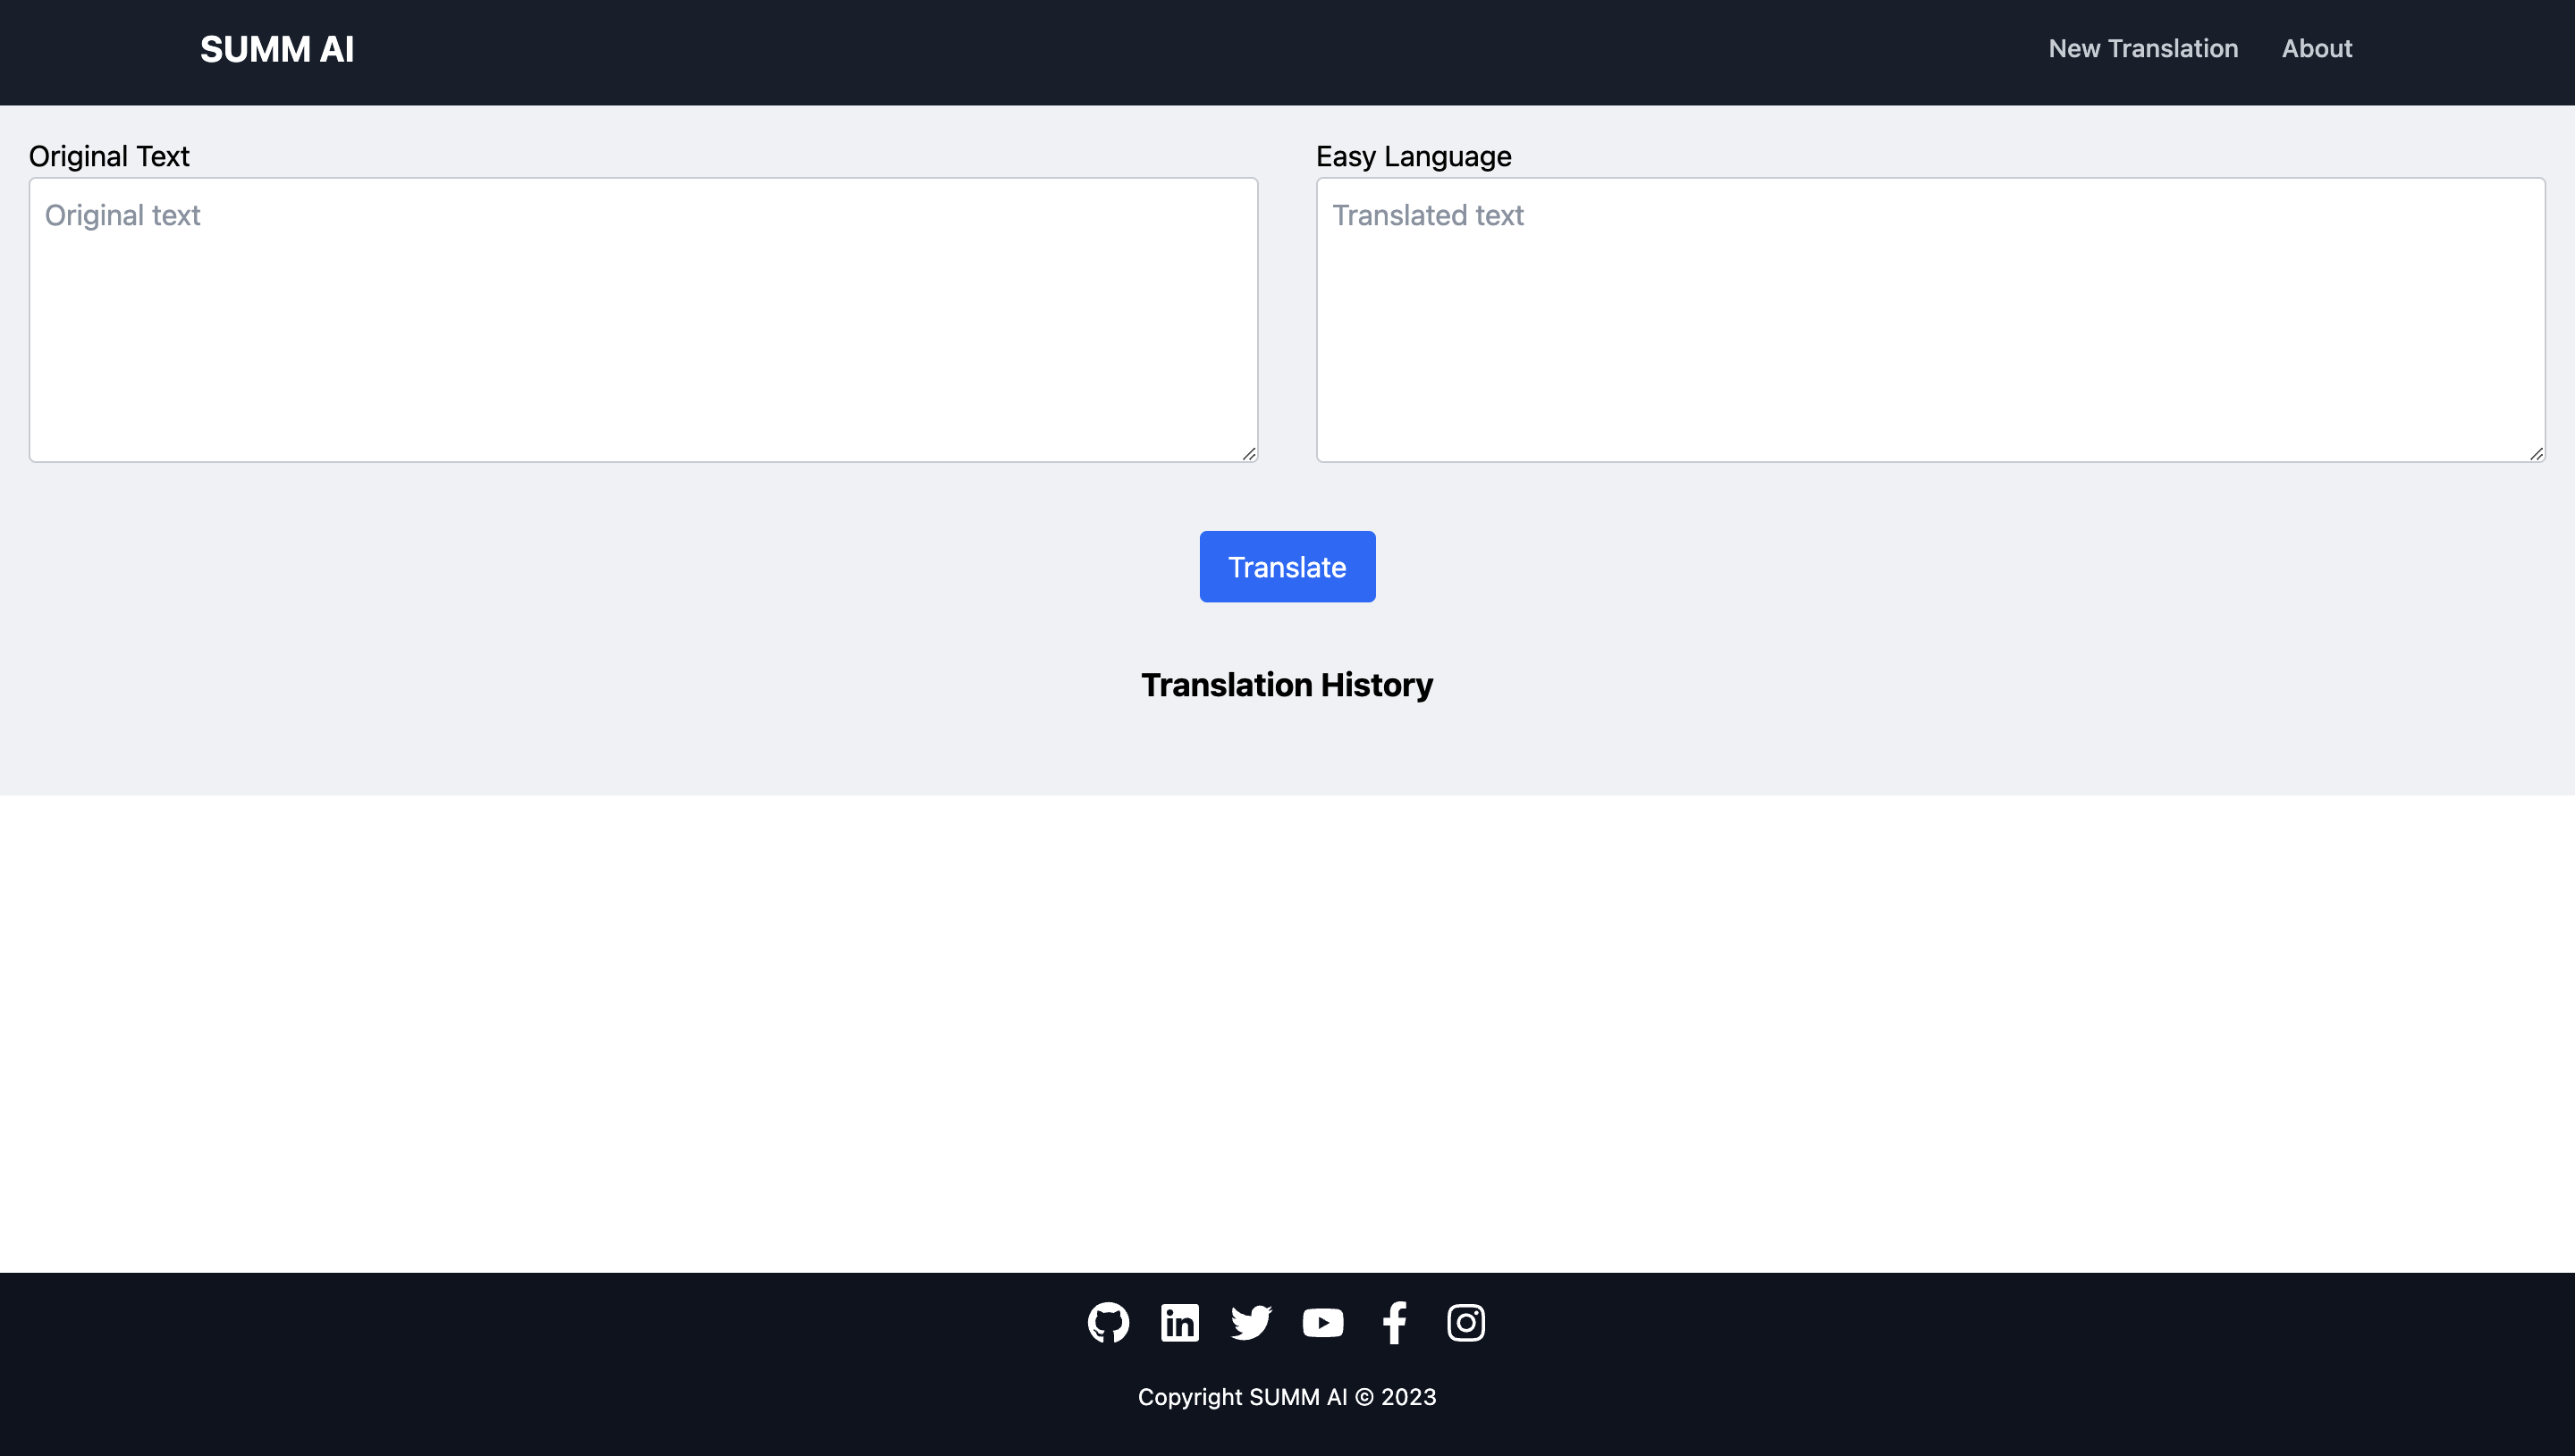 SUMM AI
New Translation
About
Original Text
Easy Language
Original text
Translated text
Translate
Translation History
Copyright SUMM AI © 2023